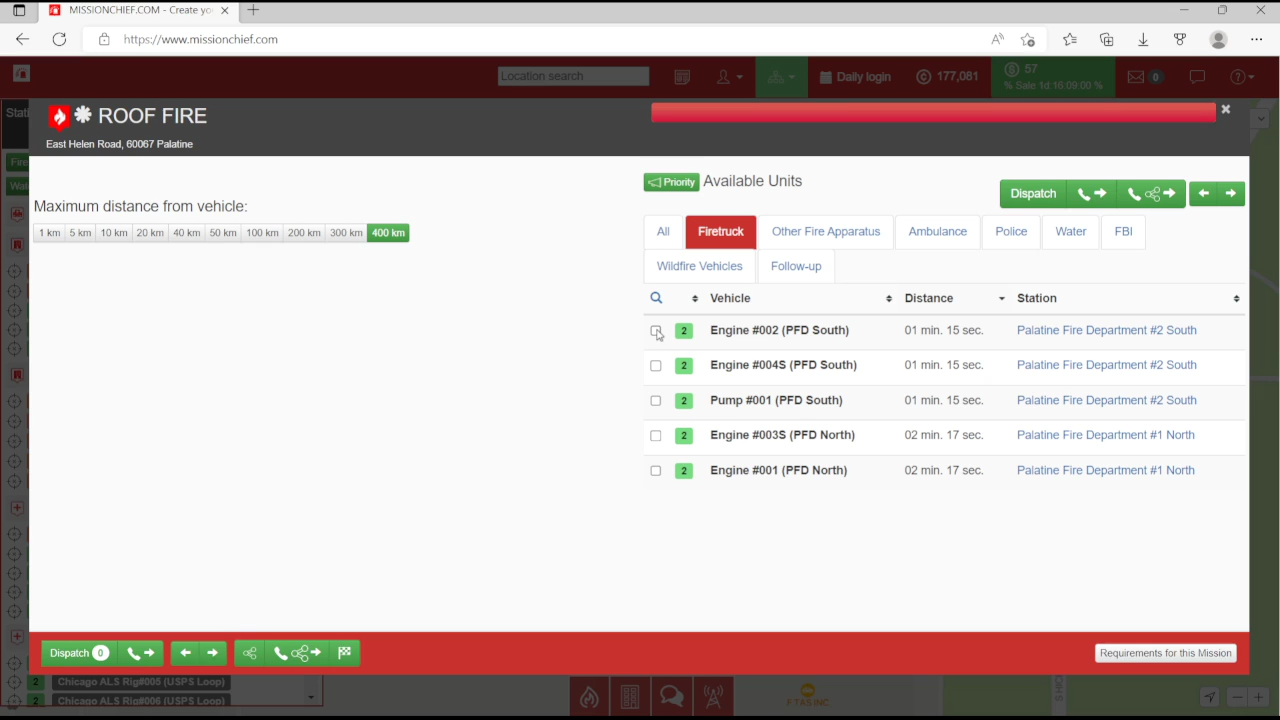 MISSIONCHIEF.COM - Create yo
https://www.missionchief.com
Location search
Daily login
177,081
57
% Sale 1d 16:09:00 %
0
ROOF FIRE
East Helen Road, 60067 Palatine
Stati
Fire
Wat
Maximum distance from vehicle:
1 km 5 km 10 km 20 km 40 km 50 km 100 km 200 km 300 km 400 km
Priority Available Units
Dispatch
All Firetruck Other Fire Apparatus Ambulance Police Water FBI
Wildfire Vehicles Follow-up
Vehicle Distance Station
2 Engine #002 (PFD South) 01 min. 15 sec. Palatine Fire Department #2 South
2 Engine #004S (PFD South) 01 min. 15 sec. Palatine Fire Department #2 South
2 Pump #001 (PFD South) 01 min. 15 sec. Palatine Fire Department #2 South
2 Engine #003S (PFD North) 02 min. 17 sec. Palatine Fire Department #1 North
2 Engine #001 (PFD North) 02 min. 17 sec. Palatine Fire Department #1 North
Dispatch 0
Requirements for this Mission
2 Chicago ALS Rig#005 (USPS Loop)
2 Chicago ALS Rig#006 (USPS Loop)